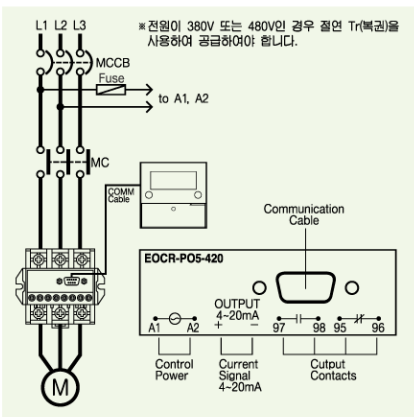 L1 L2 L3
※전원이 380V 또는 480V인 경우 절연 Tr(복권)을
사용하여 공급하여야 합니다.
MCCB
Fuse
to A1, A2
MC
COMM
Cable
Communication
Cable
EOCR-PO5-420
OUTPUT
4~20mA
A1 A2 + − 97 98 95 96
Control
Power
Current
Signal
4~20mA
Cutput
Contacts
M